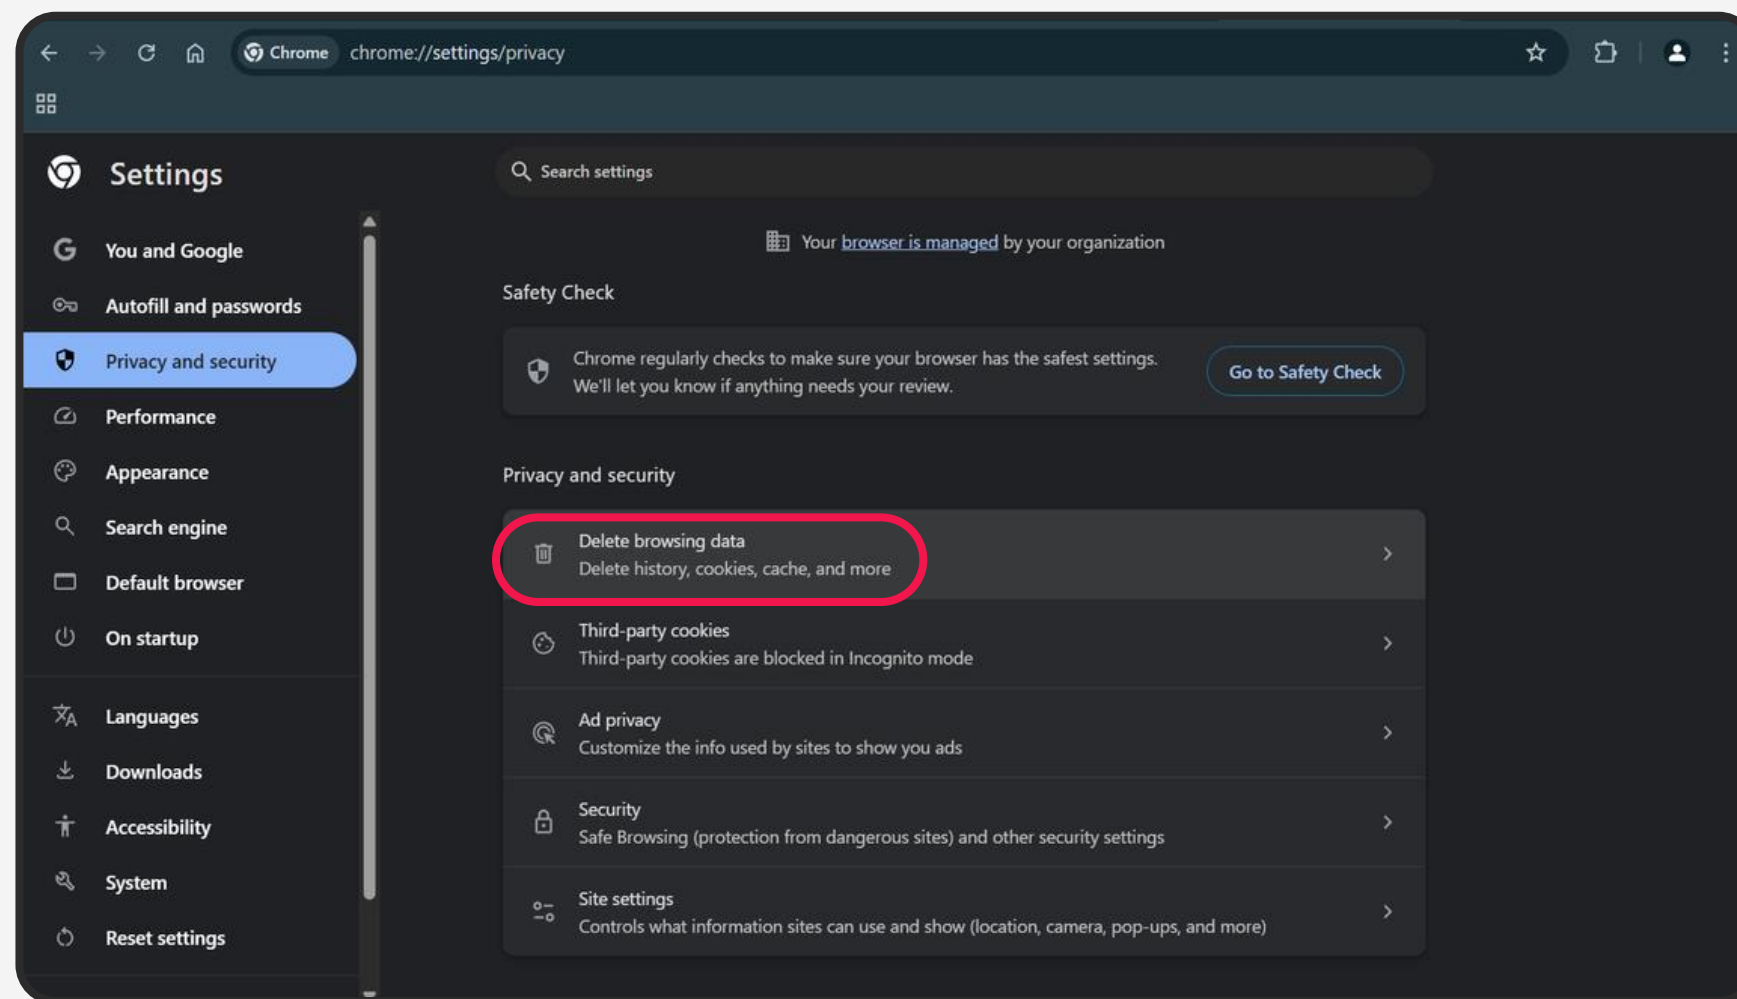 Chrome chrome://settings/privacy
Settings
Search settings
You and Google
Autofill and passwords
Privacy and security
Performance
Appearance
Search engine
Default browser
On startup
Languages
Downloads
Accessibility
System
Reset settings
Your browser is managed by your organization
Safety Check
Chrome regularly checks to make sure your browser has the safest settings.
We'll let you know if anything needs your review.
Go to Safety Check
Privacy and security
Delete browsing data
Delete history, cookies, cache, and more
Third-party cookies
Third-party cookies are blocked in Incognito mode
Ad privacy
Customize the info used by sites to show you ads
Security
Safe Browsing (protection from dangerous sites) and other security settings
Site settings
Controls what information sites can use and show (location, camera, pop-ups, and more)